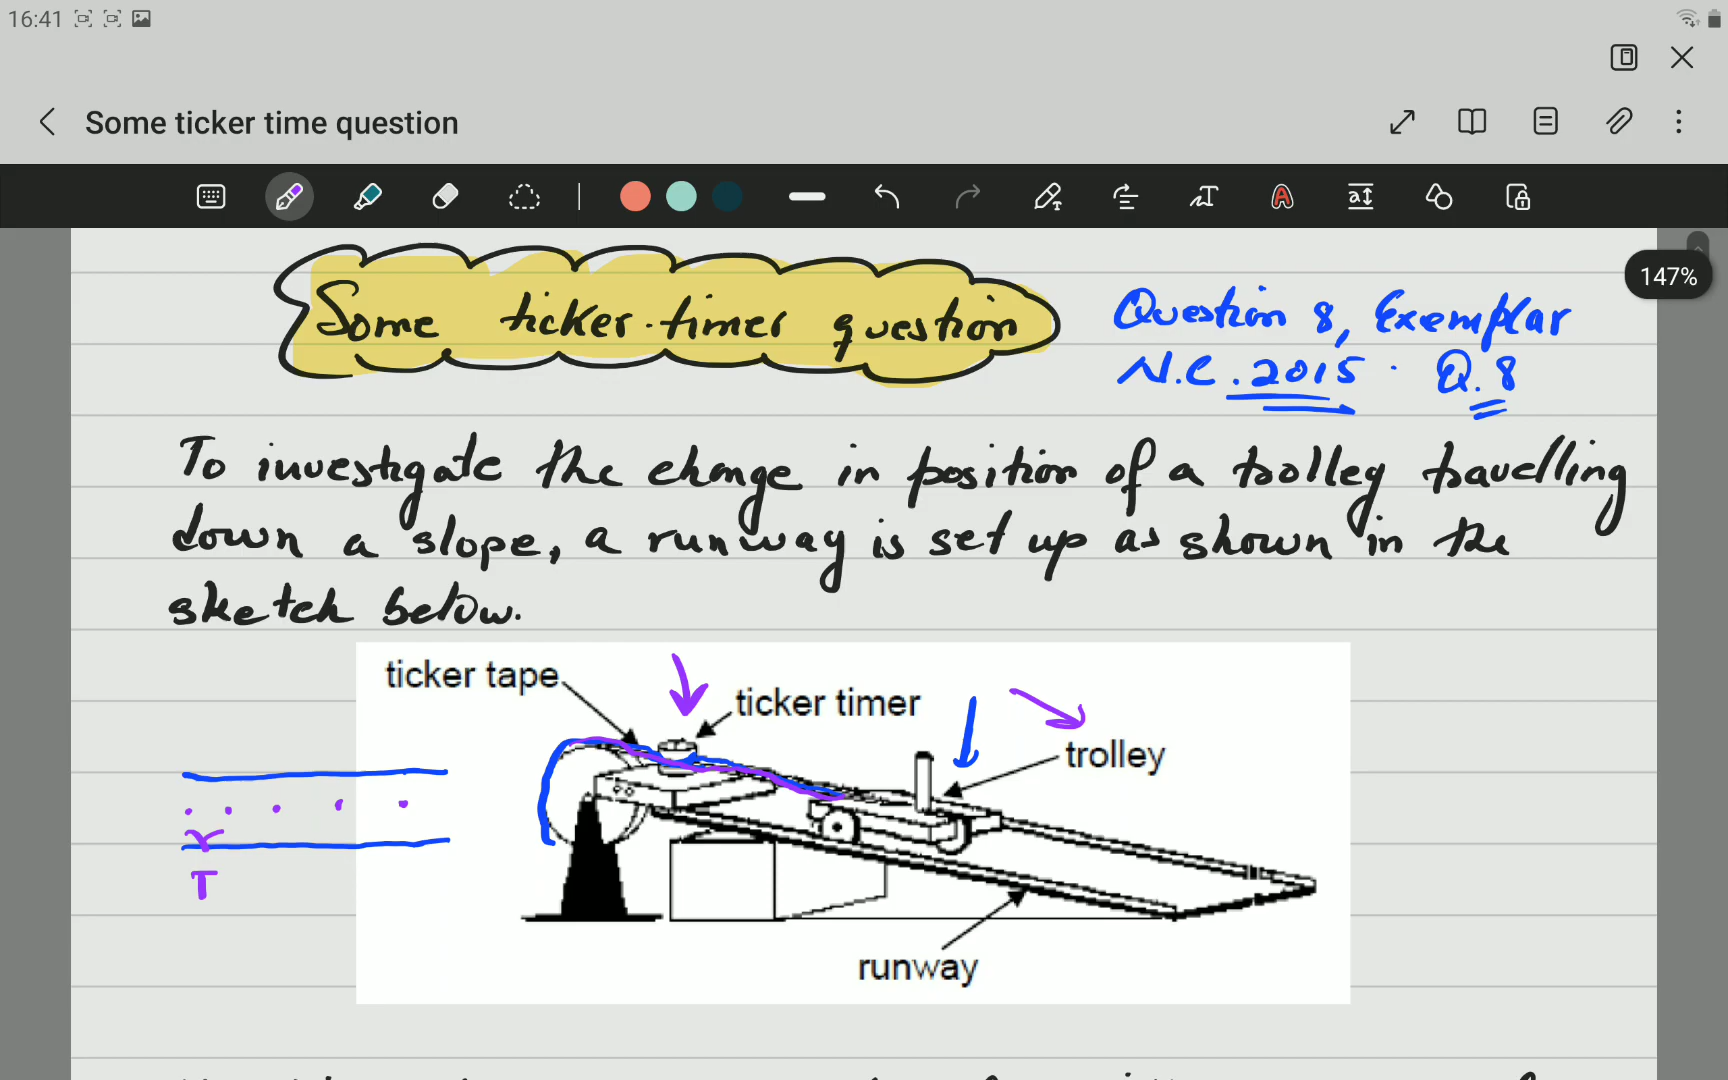 16:41
Some ticker time question
147%
Some ticker-timer question
Question 8, Exemplar
N.C. 2015. Q.8
To investigate the change in position of a trolley travelling
down a slope, a runway is set up as shown in the
sketch below.
ticker tape
ticker timer
trolley
T
runway